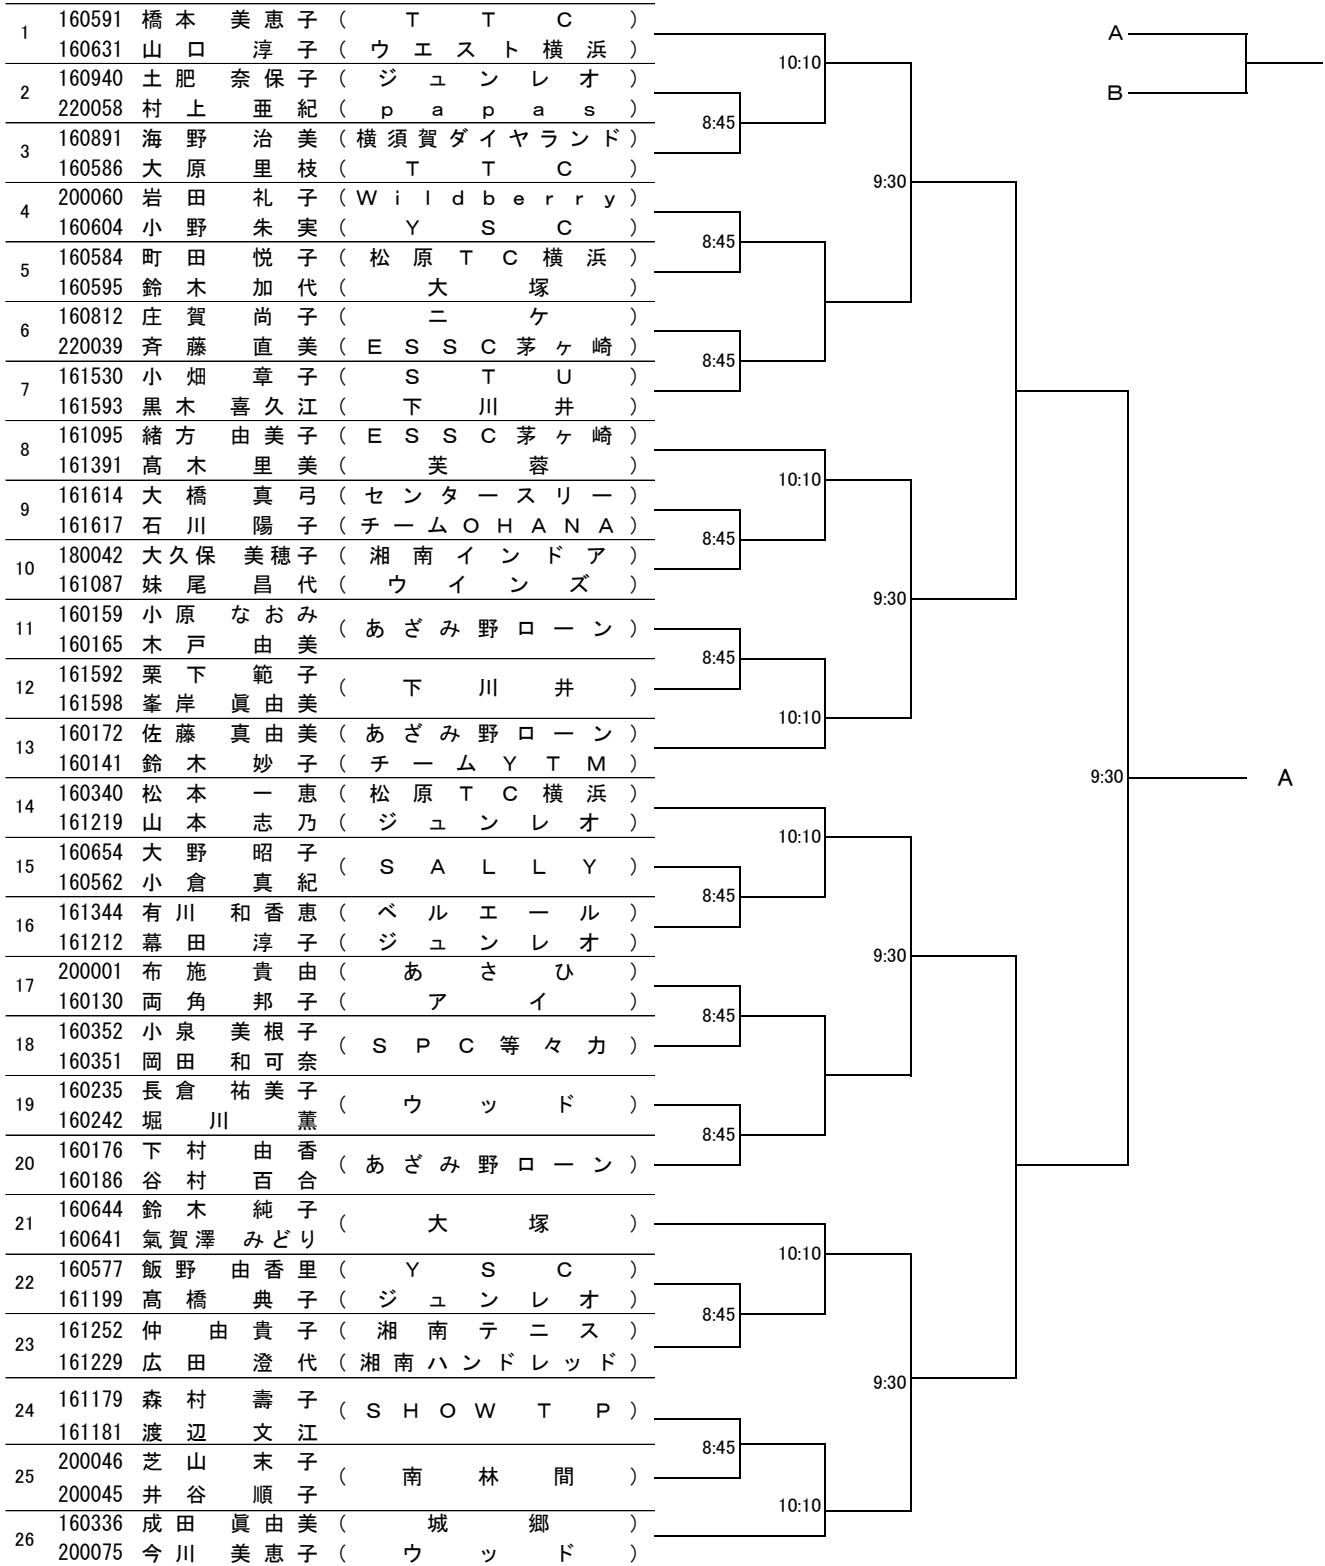 1 160591 橋本 美恵子 (TTC)
160631 山口 淳子 (ウエスト横浜)
2 160940 土肥 奈保子 (ジュンレオ)
220058 村上 亜紀 (papas)
3 160891 海野 治美 (横須賀ダイヤランド)
160586 大原 里枝 (TTC)
4 200060 岩田 礼子 (Wildberry)
160604 小野 朱実 (YSC)
5 160584 町田 悦子 (松原TC横浜)
160595 鈴木 加代 (大塚)
6 160812 庄賀 尚子 (ニケ)
220039 斉藤 直美 (ESSC茅ヶ崎)
7 161530 小畑 章子 (STU)
161593 黒木 喜久江 (下川井)
8 161095 緒方 由美子 (ESSC茅ヶ崎)
161391 髙木 里美 (芙蓉)
9 161614 大橋 真弓 (センタースリー)
161617 石川 陽子 (チームOHANA)
10 180042 大久保 美穂子 (湘南インドア)
161087 妹尾 昌代 (ウインズ)
11 160159 小原 なおみ (あざみ野ローン)
160165 木戸 由美
12 161592 栗下 範子 (下川井)
161598 峯岸 眞由美
13 160172 佐藤 真由美 (あざみ野ローン)
160141 鈴木 妙子 (チームYTM)
14 160340 松本 一恵 (松原TC横浜)
161219 山本 志乃 (ジュンレオ)
15 160654 大野 昭子 (SALLY)
160562 小倉 真紀
16 161344 有川 和香恵 (ベルエール)
161212 幕田 淳子 (ジュンレオ)
17 200001 布施 貴由 (あさひ)
160130 両角 邦子 (アイ)
18 160352 小泉 美根子 (SPC等々力)
160351 岡田 和可奈
19 160235 長倉 祐美子 (ウッド)
160242 堀川 薫
20 160176 下村 由香 (あざみ野ローン)
160186 谷村 百合
21 160644 鈴木 純子 (大塚)
160641 氣賀澤 みどり
22 160577 飯野 由香里 (YSC)
161199 髙橋 典子 (ジュンレオ)
23 161252 仲 由貴子 (湘南テニス)
161229 広田 澄代 (湘南ハンドレッド)
24 161179 森村 壽子 (SHOW TP)
161181 渡辺 文江
25 200046 芝山 末子 (南林間)
200045 井谷 順子
26 160336 成田 眞由美 (城郷)
200075 今川 美恵子 (ウッド)
8:45
8:45
8:45
8:45
8:45
8:45
8:45
8:45
8:45
8:45
10:10
10:10
10:10
10:10
10:10
10:10
9:30
9:30
9:30
9:30
9:30
A
A
B